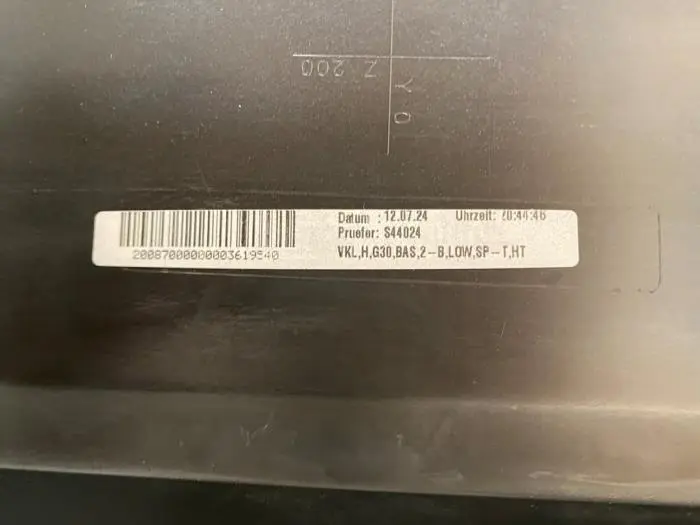 Z 200
Y 0
Datum : 12.07.24 Uhrzeit: 20:44:46
Pruefer: S44024
20087000000003619540
VKL,H,G30,BAS,2-B,LOW,SP-T,HT